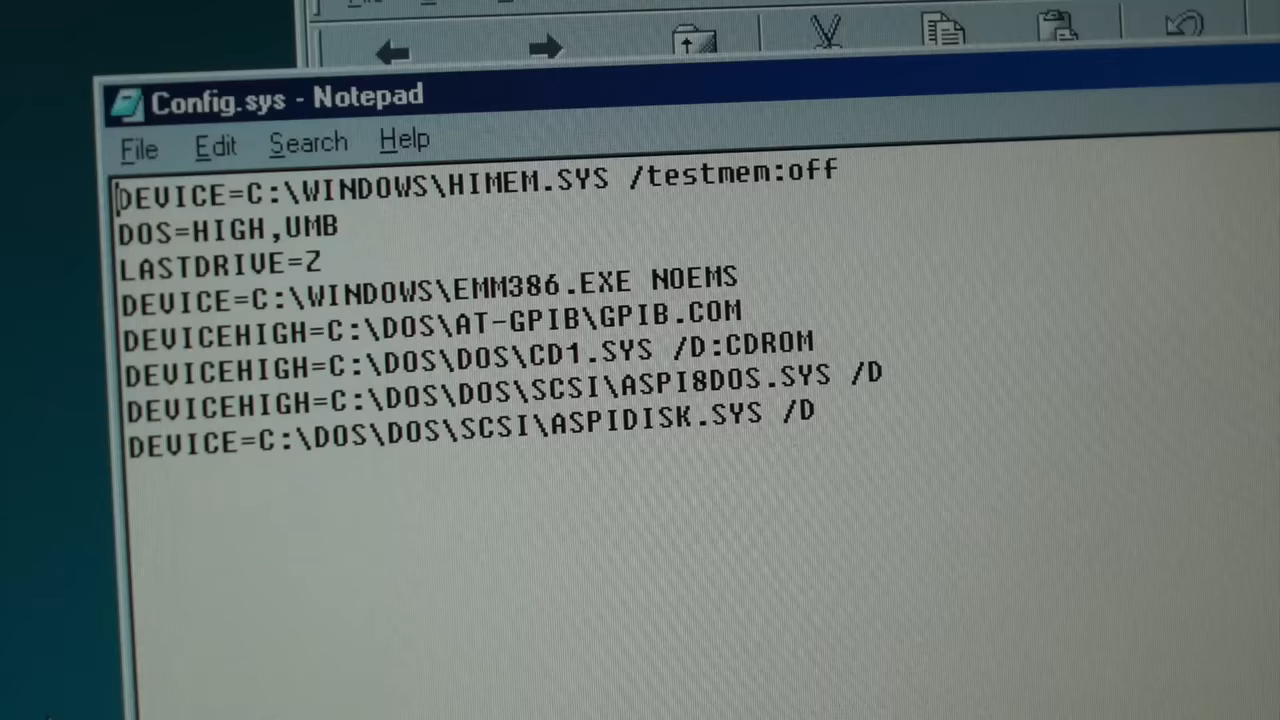 Config.sys - Notepad
File Edit Search Help
DEVICE=C:\WINDOWS\HIMEM.SYS /testmem:off
DOS=HIGH,UMB
LASTDRIVE=Z
DEVICE=C:\WINDOWS\EMM386.EXE NOEMS
DEVICEHIGH=C:\DOS\AT-GPIB\GPIB.COM
DEVICEHIGH=C:\DOS\DOS\CD1.SYS /D:CDROM
DEVICEHIGH=C:\DOS\DOS\SCSI\ASPI8DOS.SYS /D
DEVICE=C:\DOS\DOS\SCSI\ASPIDISK.SYS /D